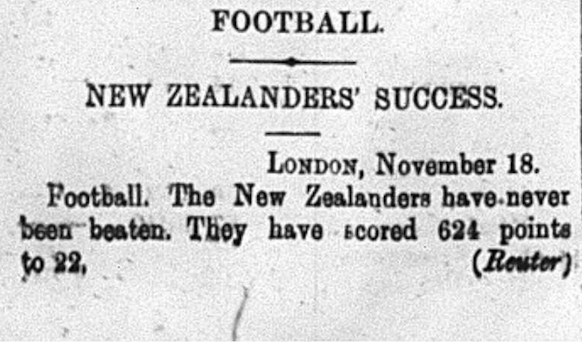 FOOTBALL.
NEW ZEALANDERS' SUCCESS.
LONDON, November 18.
Football. The New Zealanders have never
been beaten. They have scored 624 points
to 22, (Reuter)